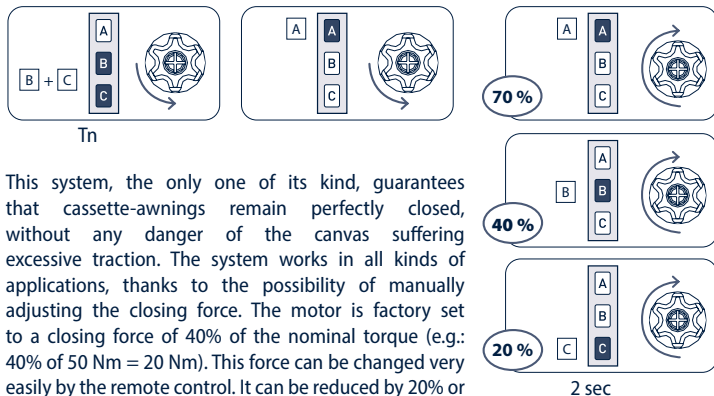 A
B
C
B + C
Tn
A
A
B
C
A
A
B
C
70 %
A
B
B
C
40 %
A
B
C
C
20 %
2 sec
This system, the only one of its kind, guarantees
that cassette-awnings remain perfectly closed,
without any danger of the canvas suffering
excessive traction. The system works in all kinds of
applications, thanks to the possibility of manually
adjusting the closing force. The motor is factory set
to a closing force of 40% of the nominal torque (e.g.:
40% of 50 Nm = 20 Nm). This force can be changed very
easily by the remote control. It can be reduced by 20% or